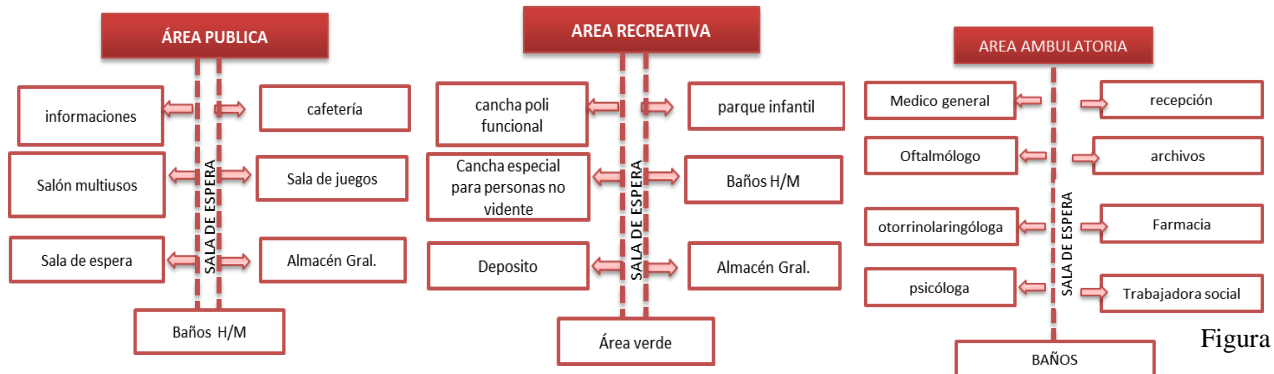 ÁREA PUBLICA
informaciones
cafetería
Salón multiusos
Sala de juegos
Sala de espera
Almacén Gral.
SALA DE ESPERA
Baños H/M
AREA RECREATIVA
cancha poli
funcional
parque infantil
Cancha especial
para personas no
vidente
Baños H/M
Deposito
Almacén Gral.
SALA DE ESPERA
Área verde
AREA AMBULATORIA
Medico general
recepción
Oftalmólogo
archivos
otorrinolaringóloga
Farmacia
psicóloga
Trabajadora social
SALA DE ESPERA
BAÑOS
Figura